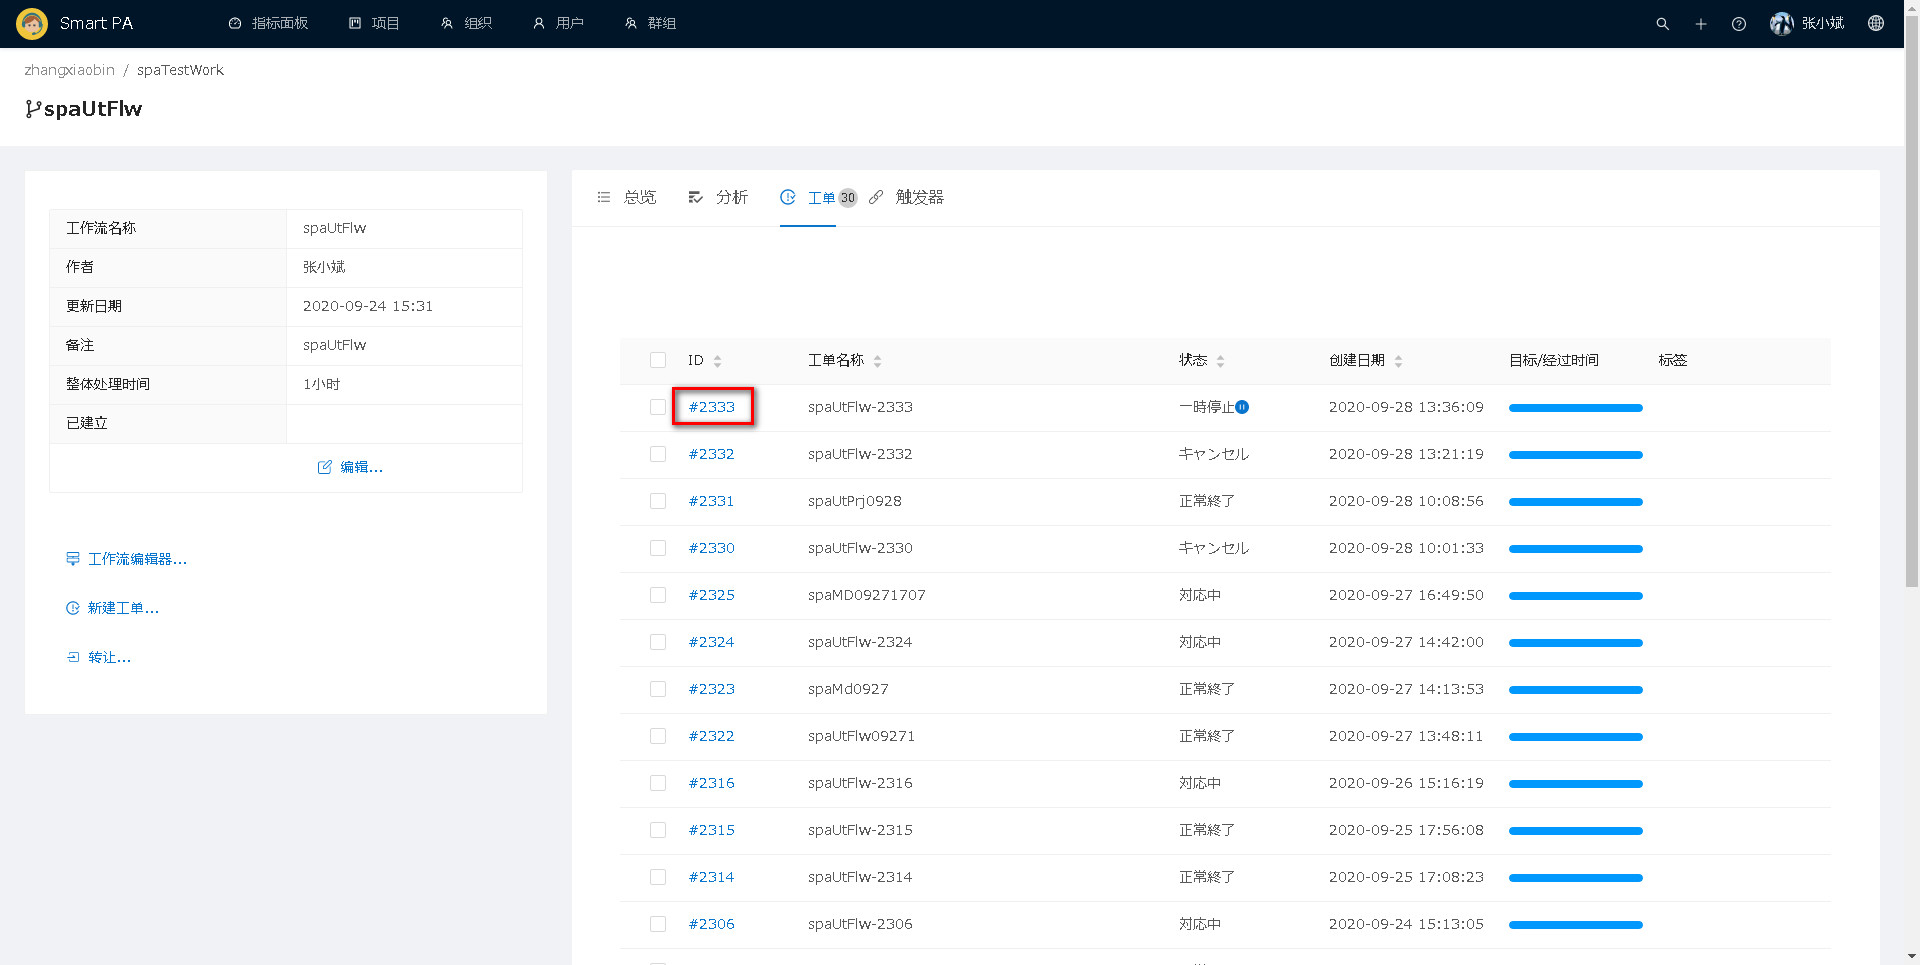 Smart PA 指标面板 项目 组织 用户 群组 张小斌
zhangxiaobin / spaTestWork
spaUtFlw
工作流名称 spaUtFlw
作者 张小斌
更新日期 2020-09-24 15:31
备注 spaUtFlw
整体处理时间 1小时
已建立
编辑...
工作流编辑器...
新建工单...
转让...
总览 分析 工单 30 触发器
ID 工单名称 状态 创建日期 目标/经过时间 标签
#2333 spaUtFlw-2333 一時停止 2020-09-28 13:36:09
#2332 spaUtFlw-2332 キャンセル 2020-09-28 13:21:19
#2331 spaUtPrj0928 正常終了 2020-09-28 10:08:56
#2330 spaUtFlw-2330 キャンセル 2020-09-28 10:01:33
#2325 spaMD09271707 対応中 2020-09-27 16:49:50
#2324 spaUtFlw-2324 対応中 2020-09-27 14:42:00
#2323 spaMd0927 正常終了 2020-09-27 14:13:53
#2322 spaUtFlw09271 正常終了 2020-09-27 13:48:11
#2316 spaUtFlw-2316 対応中 2020-09-26 15:16:19
#2315 spaUtFlw-2315 正常終了 2020-09-25 17:56:08
#2314 spaUtFlw-2314 正常終了 2020-09-25 17:08:23
#2306 spaUtFlw-2306 対応中 2020-09-24 15:13:05